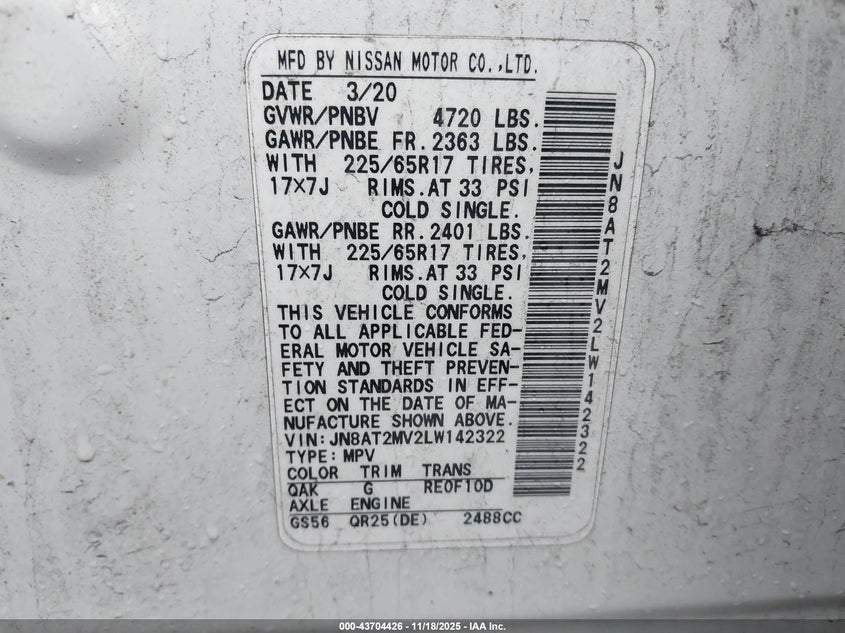 MFD BY NISSAN MOTOR CO.,LTD.
DATE 3/20
GVWR/PNBV 4720 LBS.
GAWR/PNBE FR. 2363 LBS.
WITH 225/65R17 TIRES,
17×7J RIMS.AT 33 PSI
COLD SINGLE.
GAWR/PNBE RR. 2401 LBS.
WITH 225/65R17 TIRES,
17×7J RIMS.AT 33 PSI
COLD SINGLE.
THIS VEHICLE CONFORMS
TO ALL APPLICABLE FED-
ERAL MOTOR VEHICLE SA-
FETY AND THEFT PREVEN-
TION STANDARDS IN EFF-
ECT ON THE DATE OF MA-
NUFACTURE SHOWN ABOVE.
VIN:JN8AT2MV2LW142322
TYPE:MPV
COLOR TRIM TRANS
QAK G RE0F10D
AXLE ENGINE
GS56 QR25(DE) 2488CC
JN8AT2MV2LW142322
000-43704426 - 11/18/2025 - IAA Inc.